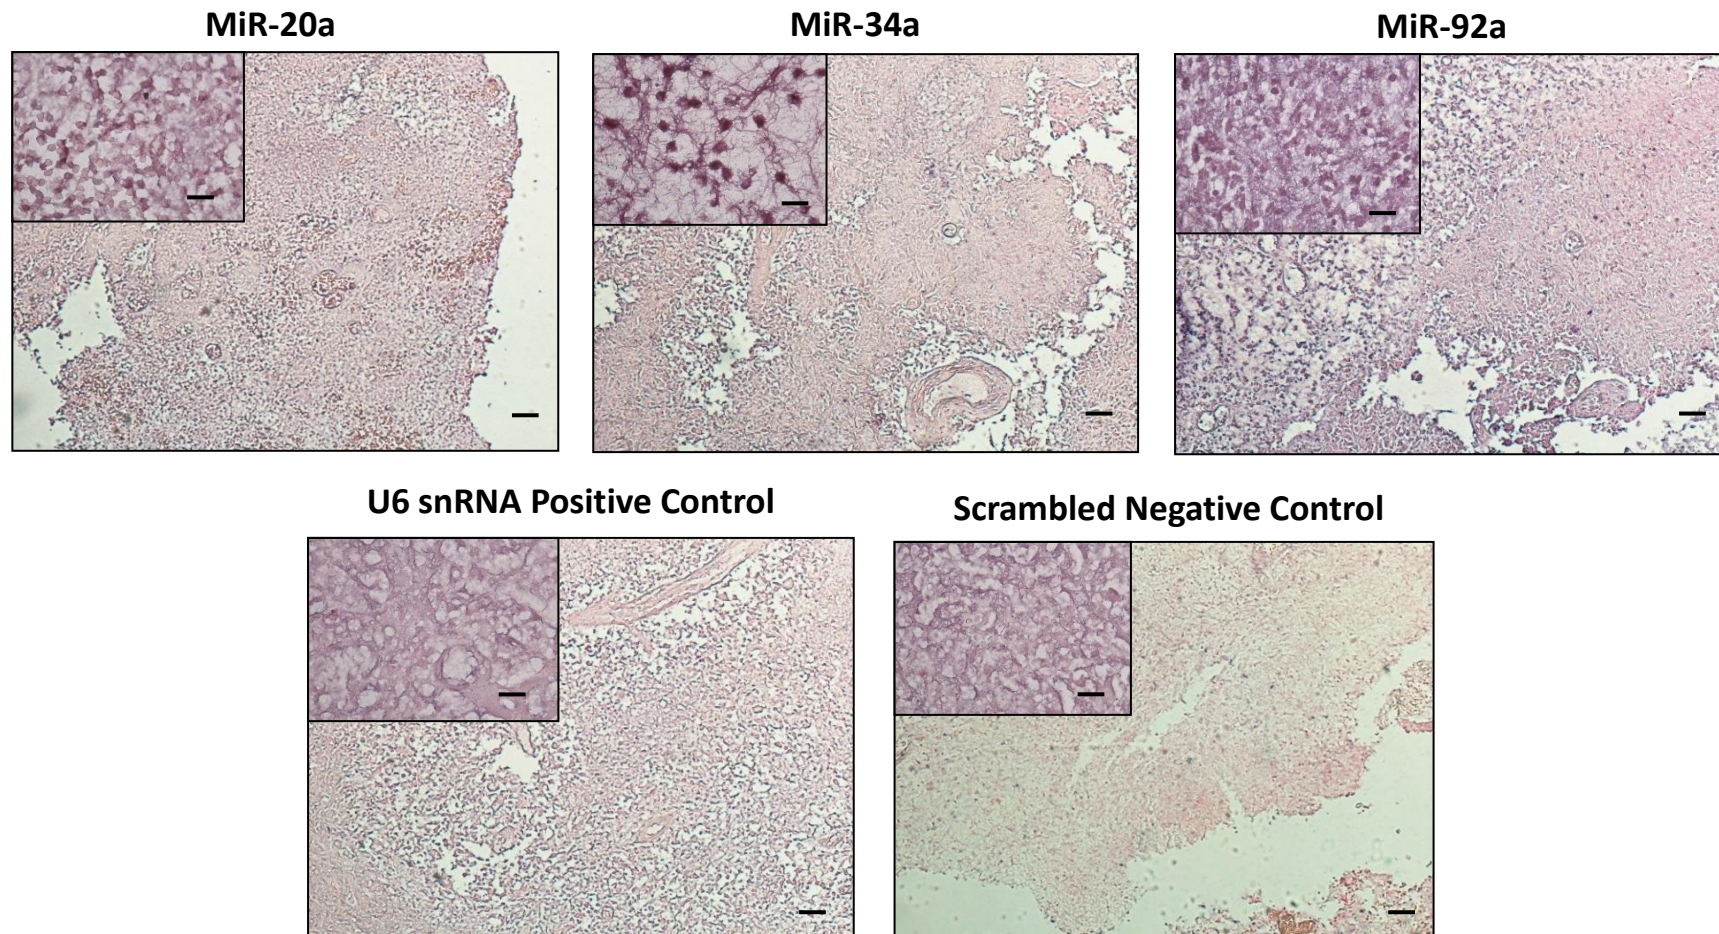 MiR-20a
MiR-34a
MiR-92a
U6 snRNA Positive Control
Scrambled Negative Control